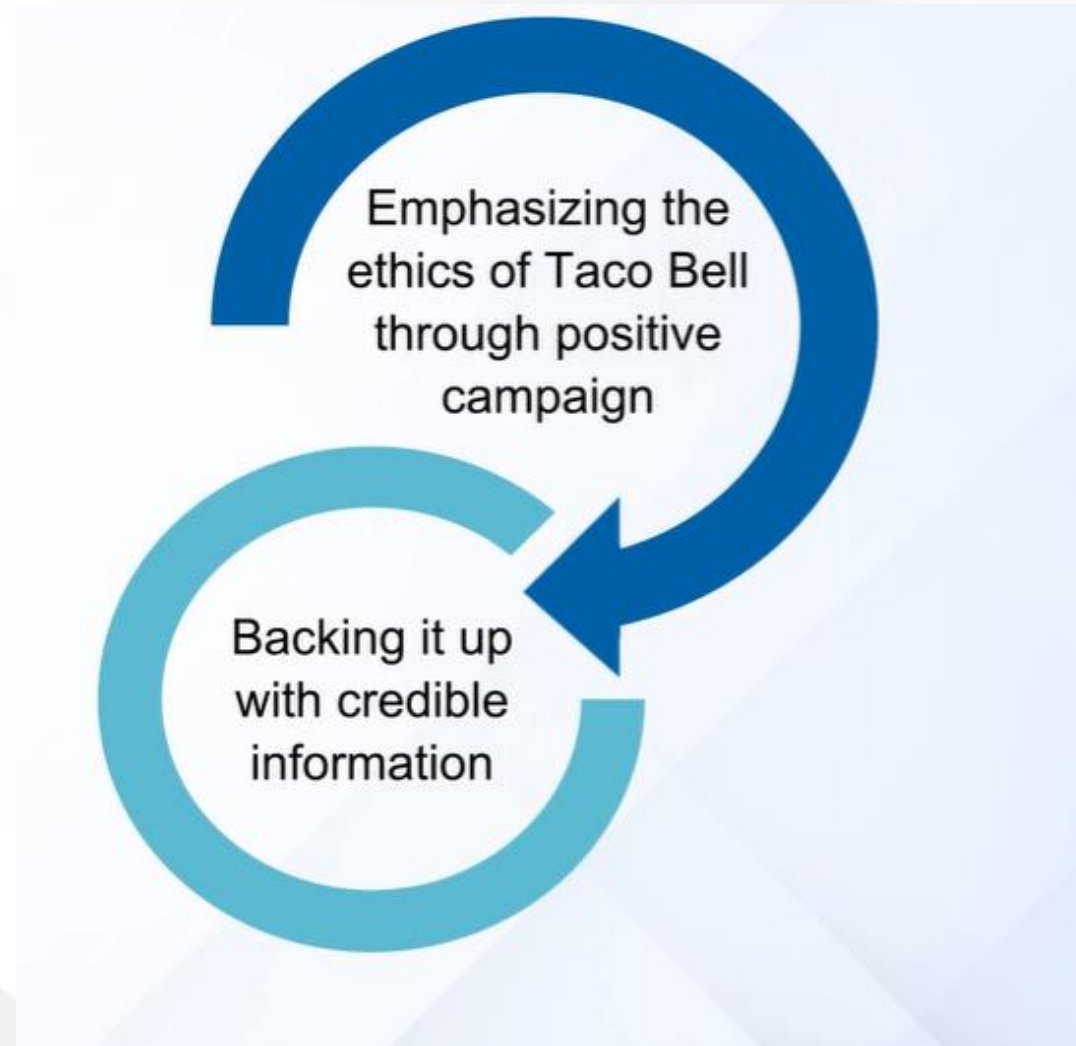 Emphasizing the
ethics of Taco Bell
through positive
campaign
Backing it up
with credible
information